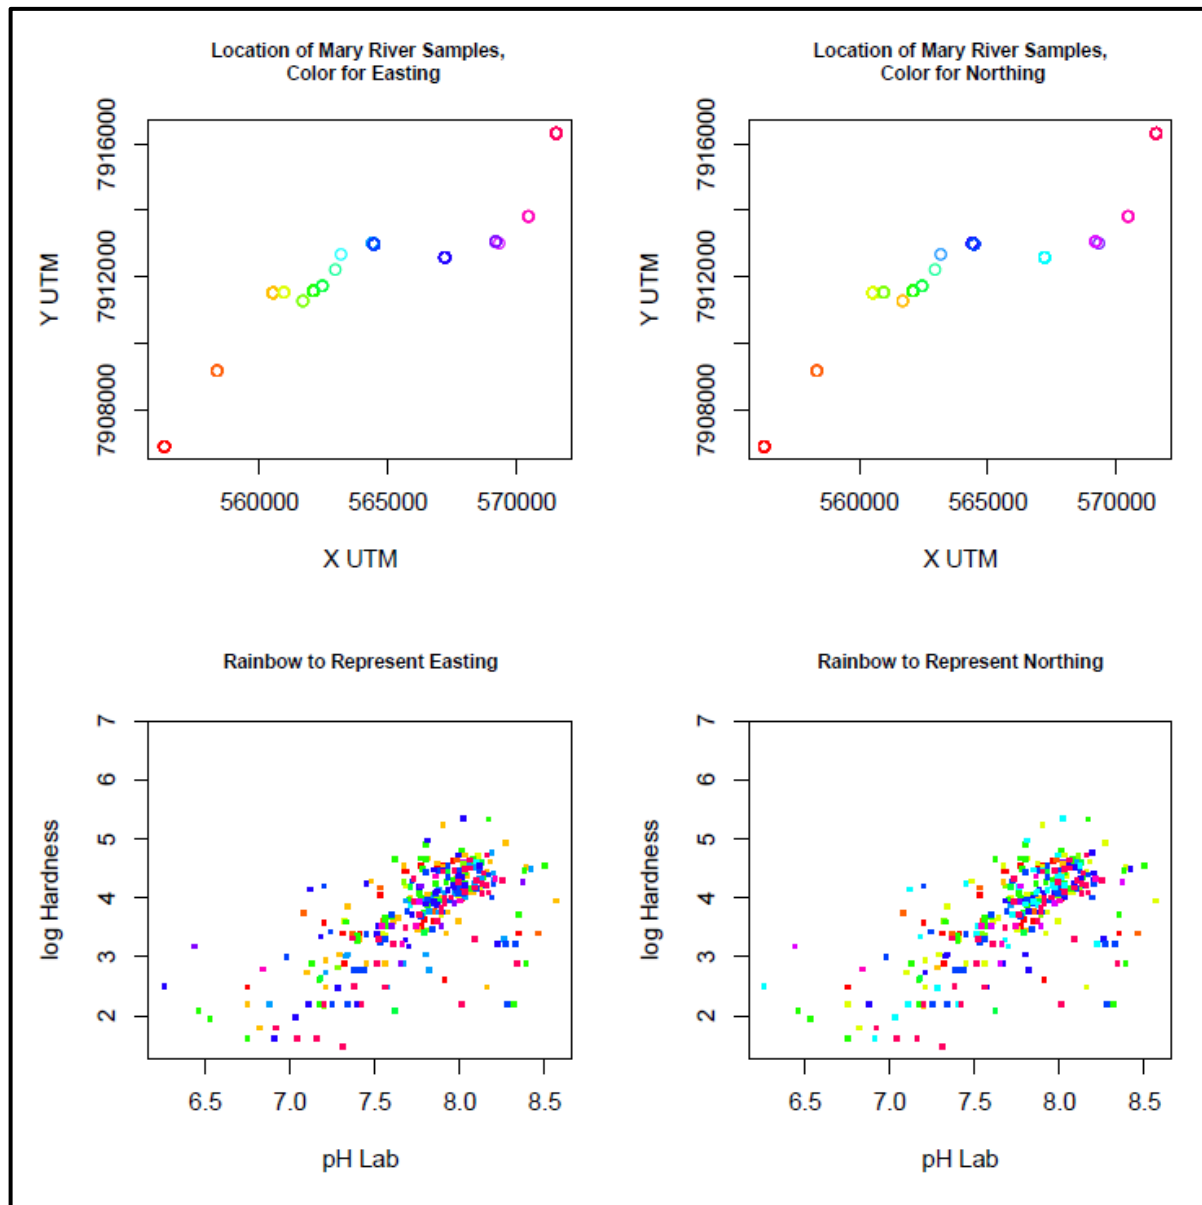 Location of Mary River Samples,
Color for Easting
Y UTM
7916000
7912000
7908000
560000 565000 570000
X UTM
Location of Mary River Samples,
Color for Northing
Y UTM
7916000
7912000
7908000
560000 565000 570000
X UTM
Rainbow to Represent Easting
log Hardness
7
6
5
4
3
2
6.5 7.0 7.5 8.0 8.5
pH Lab
Rainbow to Represent Northing
log Hardness
7
6
5
4
3
2
6.5 7.0 7.5 8.0 8.5
pH Lab